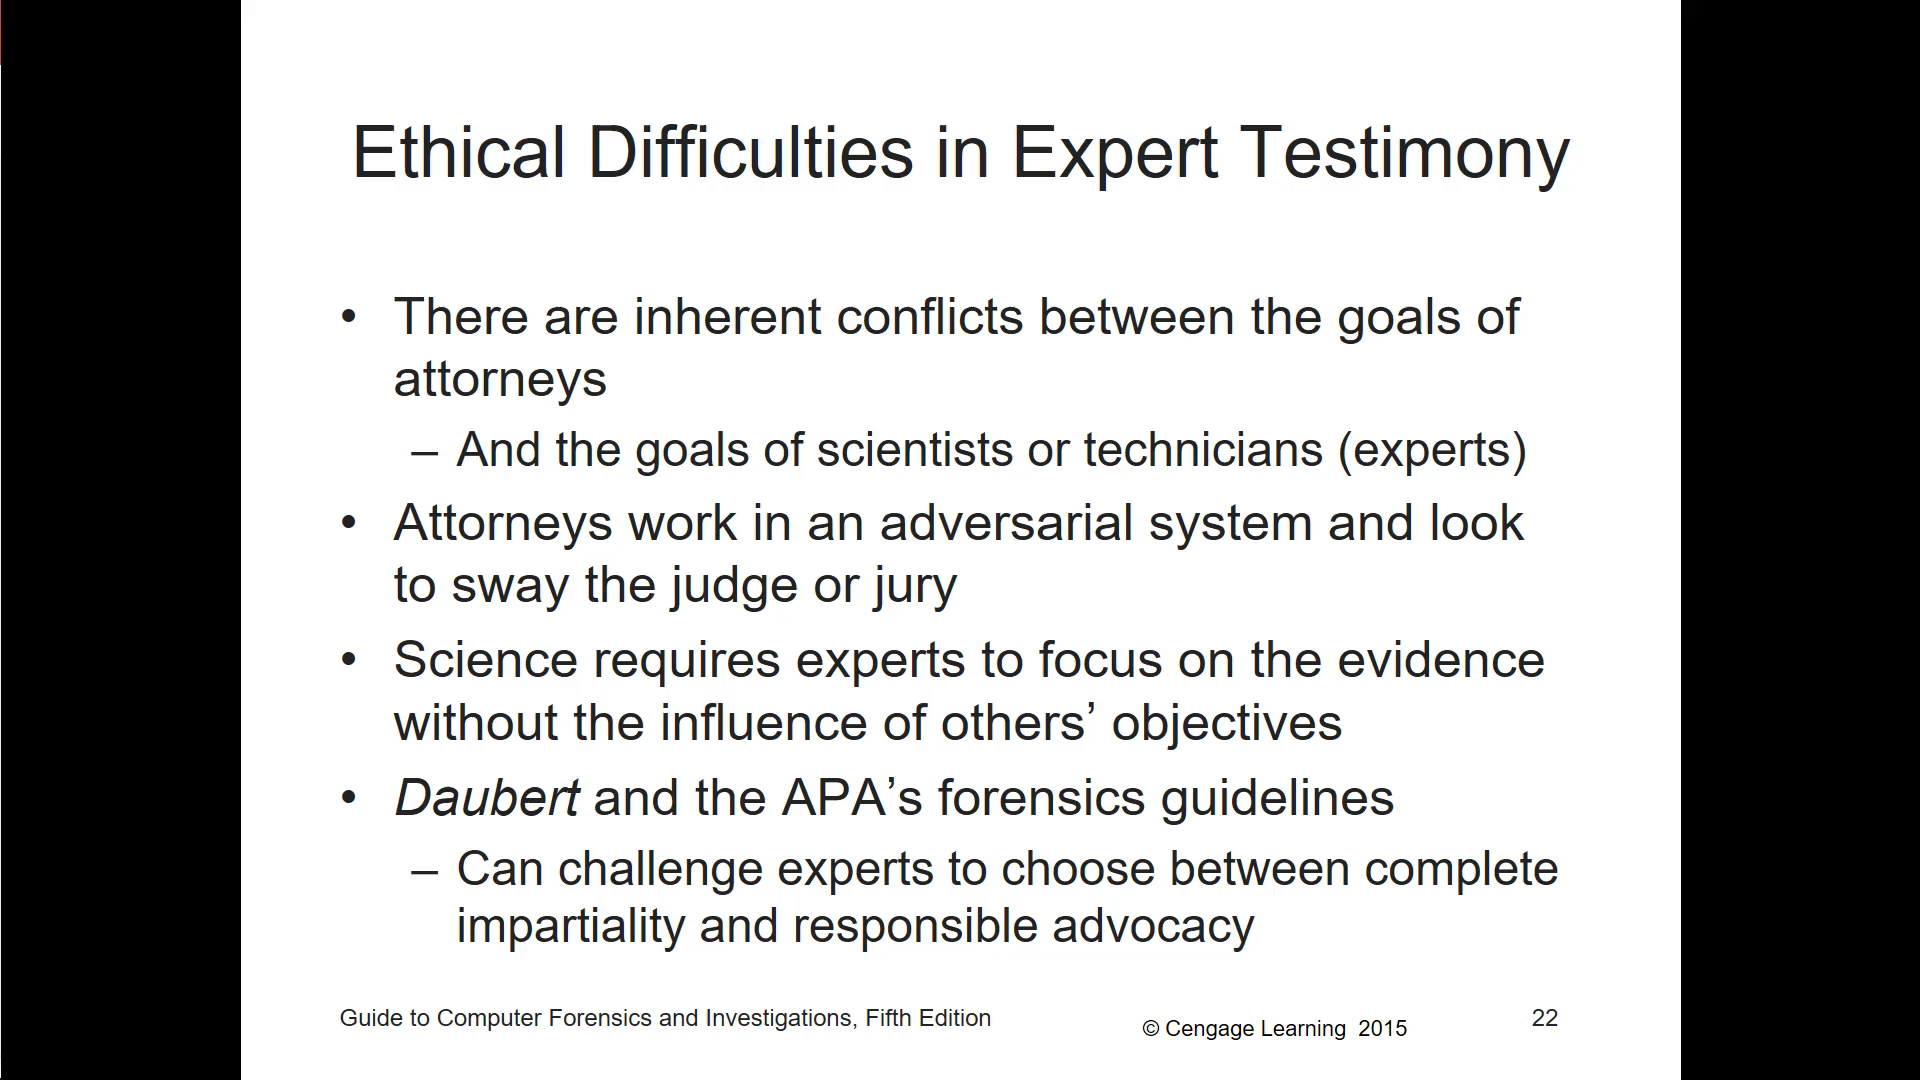 Ethical Difficulties in Expert Testimony
• There are inherent conflicts between the goals of
attorneys
– And the goals of scientists or technicians (experts)
• Attorneys work in an adversarial system and look
to sway the judge or jury
• Science requires experts to focus on the evidence
without the influence of others’ objectives
• Daubert and the APA’s forensics guidelines
– Can challenge experts to choose between complete
impartiality and responsible advocacy
Guide to Computer Forensics and Investigations, Fifth Edition
© Cengage Learning 2015
22